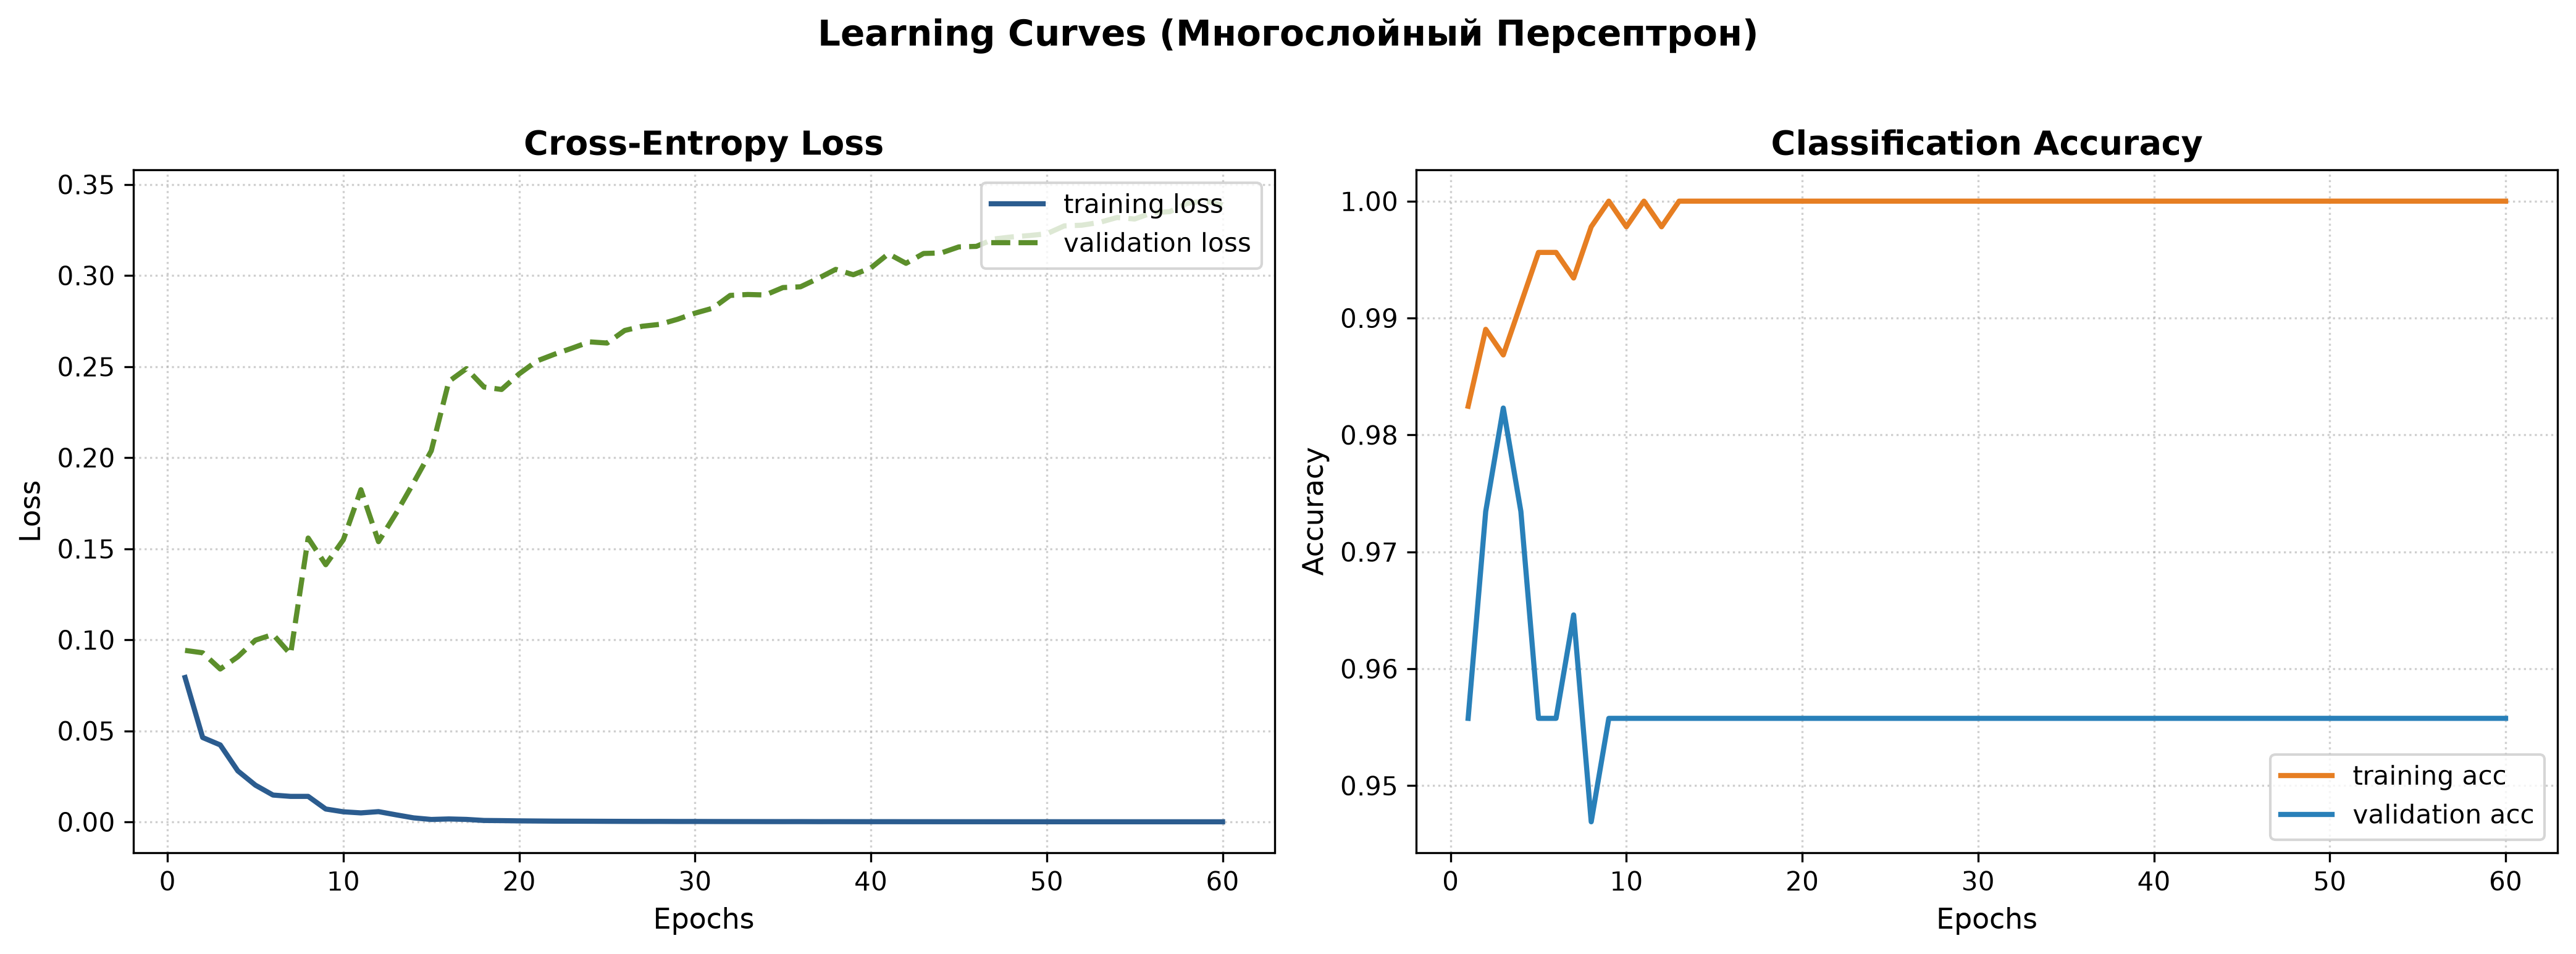 Learning Curves (Многослойный Персептрон)
Cross-Entropy Loss
Loss
0.35
0.30
0.25
0.20
0.15
0.10
0.05
0.00
0 10 20 30 40 50 60
Epochs
training loss
validation loss
Classification Accuracy
Accuracy
1.00
0.99
0.98
0.97
0.96
0.95
0 10 20 30 40 50 60
Epochs
training acc
validation acc